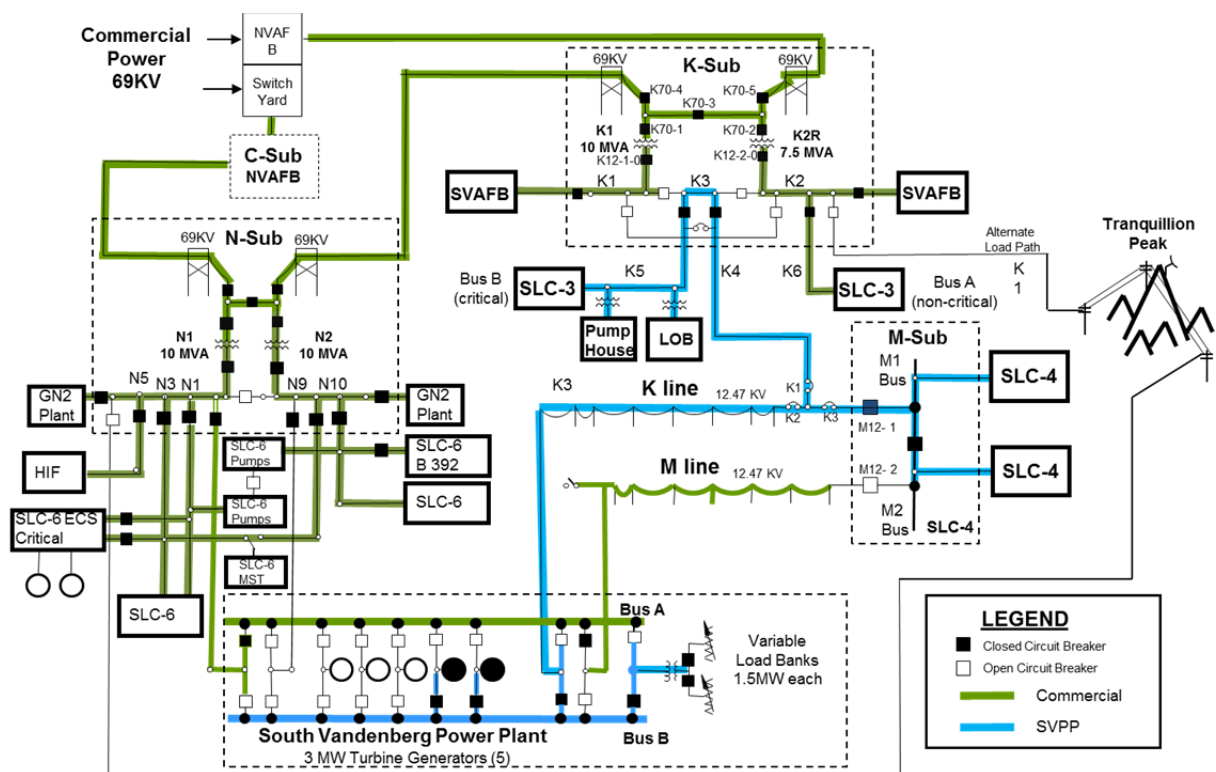 Commercial
Power
69KV
NVAF
B
Switch
Yard
C-Sub
NVAFB
K-Sub
69KV
69KV
K70-4
K70-3
K70-5
K70-1
K70-2
K1
10 MVA
K2R
7.5 MVA
K12-1-0
K12-2-0
K1
K3
K2
SVAFB
SVAFB
Tranquillion
Peak
Alternate
Load Path
K
1
Bus B
(critical)
SLC-3
K5
K4
K6
SLC-3
Bus A
(non-critical)
Pump
House
LOB
N-Sub
69KV
69KV
N1
10 MVA
N2
10 MVA
N5
N3
N1
N9
N10
GN2
Plant
GN2
Plant
HIF
SLC-6
Pumps
SLC-6
B 392
SLC-6
Pumps
SLC-6
SLC-6 ECS
Critical
SLC-6
MST
SLC-6
M-Sub
M1
Bus
SLC-4
K3
K line
12.47 KV
K1
K2
K3
M12- 1
SLC-4
M line
12.47 KV
M12- 2
M2
Bus
SLC-4
Bus A
Variable
Load Banks
1.5MW each
South Vandenberg Power Plant
Bus B
3 MW Turbine Generators (5)
LEGEND
Closed Circuit Breaker
Open Circuit Breaker
Commercial
SVPP